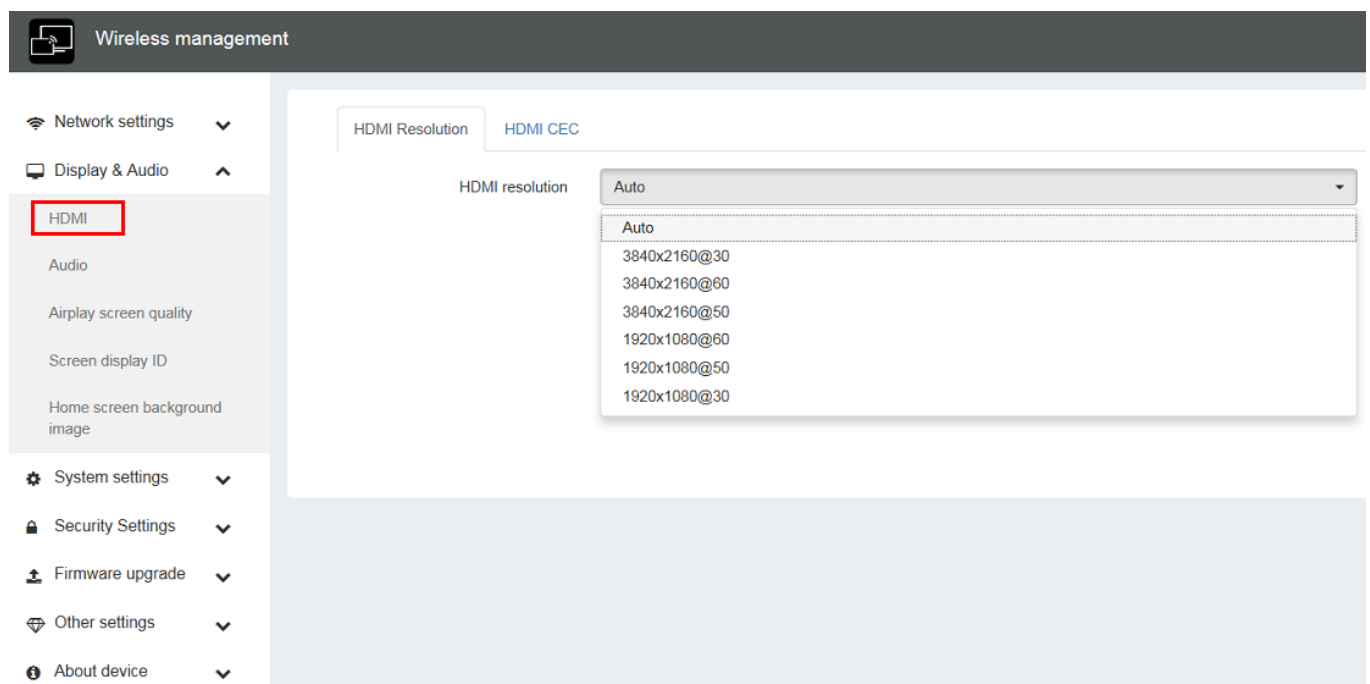 Wireless management
Network settings
Display & Audio
HDMI
Audio
Airplay screen quality
Screen display ID
Home screen background
image
System settings
Security Settings
Firmware upgrade
Other settings
About device
HDMI Resolution
HDMI CEC
HDMI resolution
Auto
Auto
3840x2160@30
3840x2160@60
3840x2160@50
1920x1080@60
1920x1080@50
1920x1080@30